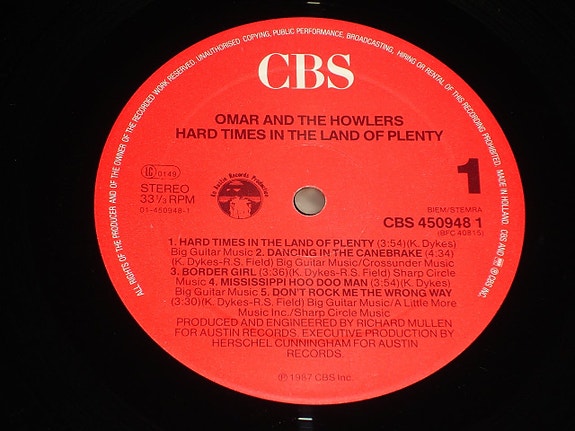 ALL RIGHTS OF THE PRODUCER AND OF THE OWNER OF THE RECORDED WORK RESERVED. UNAUTHORISED COPYING, PUBLIC PERFORMANCE, BROADCASTING, HIRING OR RENTAL OF THIS RECORDING PROHIBITED. MADE IN HOLLAND. CBS AND ℗ © CBS INC.
CBS
OMAR AND THE HOWLERS
HARD TIMES IN THE LAND OF PLENTY
LC 0149
STEREO
33⅓ RPM
01-450948-1
An Austin Records Production
1
BIEM/STEMRA
CBS 450948 1
(BFC 40815)
1. HARD TIMES IN THE LAND OF PLENTY (3:54)(K. Dykes)
Big Guitar Music 2. DANCING IN THE CANEBRAKE (4:34)
(K. Dykes-R.S. Field) Big Guitar Music/Crossunder Music
3. BORDER GIRL (3:36)(K. Dykes-R.S. Field) Sharp Circle
Music 4. MISSISSIPPI HOO DOO MAN (3:54)(K. Dykes)
Big Guitar Music 5. DON'T ROCK ME THE WRONG WAY
(3:30)(K. Dykes-R.S. Field) Big Guitar Music/A Little More
Music Inc./Sharp Circle Music
PRODUCED AND ENGINEERED BY RICHARD MULLEN
FOR AUSTIN RECORDS. EXECUTIVE PRODUCTION BY
HERSCHEL CUNNINGHAM FOR AUSTIN
RECORDS.
℗ 1987 CBS Inc.